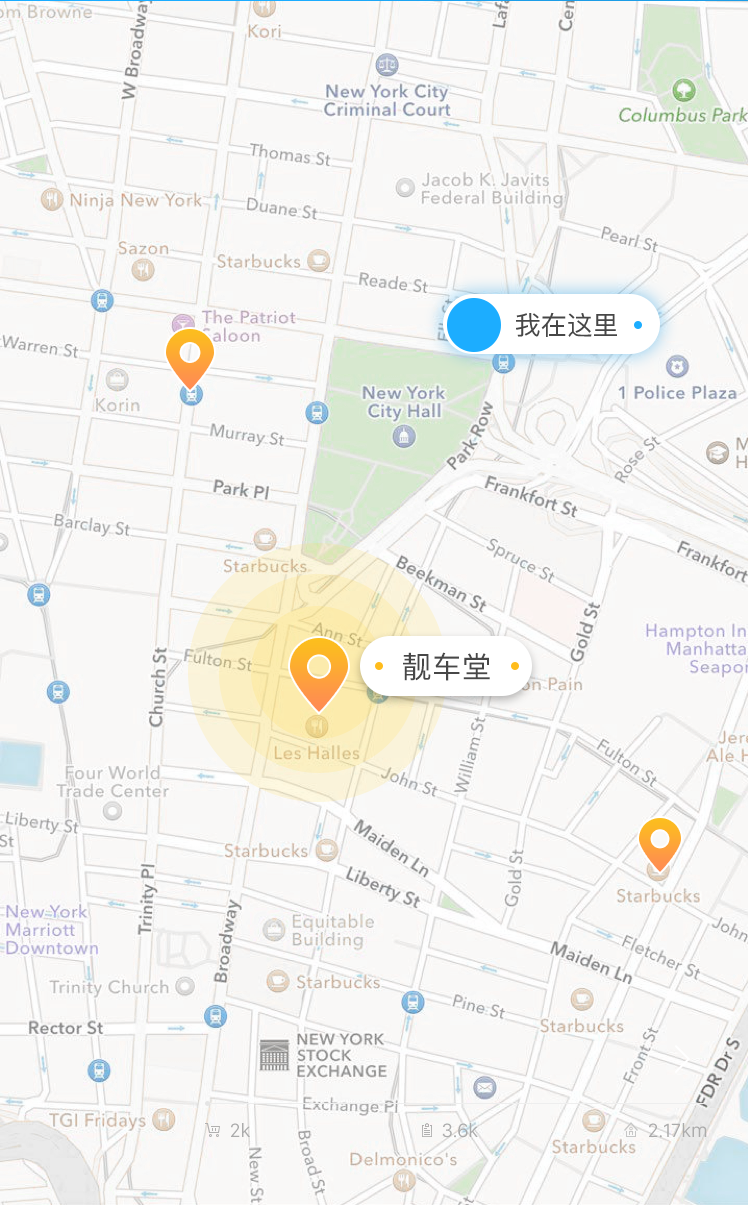 om Browne
Kori
W Broadway
New York City
Criminal Court
Columbus Park
Thomas St
Jacob K. Javits
Federal Building
Ninja New York
Duane St
Pearl St
Sazon
Starbucks
Reade St
The Patriot
Saloon
我在这里
Warren St
New York
City Hall
1 Police Plaza
Korin
Murray St
Park Row
Rose St
Park Pl
Frankfort St
Barclay St
Starbucks
Spruce St
Frankfort
Beekman St
Ann St
Gold St
Hampton In
Manhatta
Seapor
Fulton St
靓车堂
Church St
on Pain
Les Halles
William St
Fulton St
Jer
Ale H
Four World
Trade Center
John St
Liberty St
St
Maiden Ln
Starbucks
Gold St
Liberty St
Starbucks
Trinity Pl
New York
Marriott
Downtown
Broadway
Equitable
Building
John
Fletcher St
Maiden Ln
Trinity Church
Starbucks
Pine St
Starbucks
Rector St
NEW YORK
STOCK
EXCHANGE
Front St
FDR Dr S
Exchange Pl
TGI Fridays
2k
3.6k
2.17km
Starbucks
New St
Broad St
Delmonico's